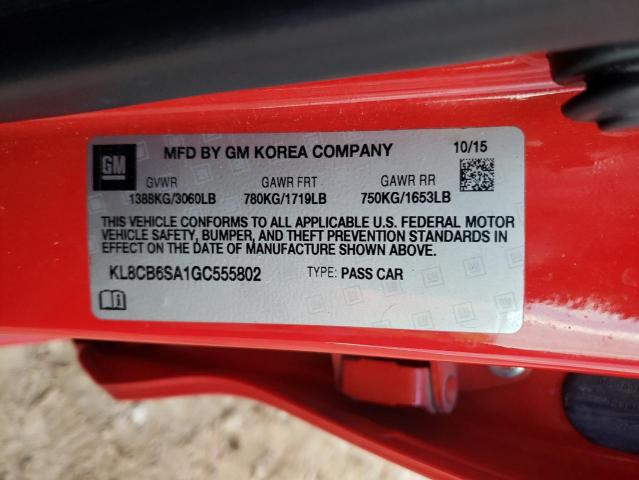 GM
MFD BY GM KOREA COMPANY 10/15
GVWR GAWR FRT GAWR RR
1388KG/3060LB 780KG/1719LB 750KG/1653LB
THIS VEHICLE CONFORMS TO ALL APPLICABLE U.S. FEDERAL MOTOR
VEHICLE SAFETY, BUMPER, AND THEFT PREVENTION STANDARDS IN
EFFECT ON THE DATE OF MANUFACTURE SHOWN ABOVE.
KL8CB6SA1GC555802 TYPE: PASS CAR